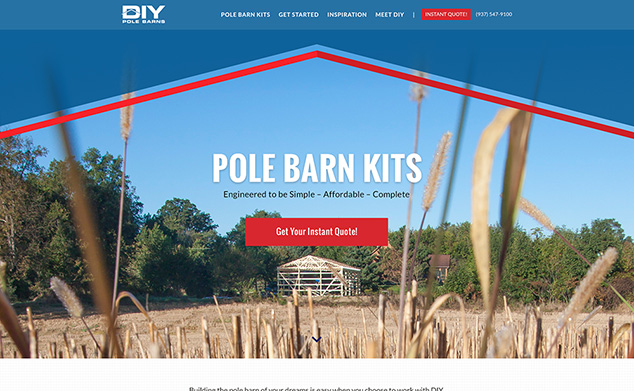 DIY
POLE BARNS
POLE BARN KITS GET STARTED INSPIRATION MEET DIY | INSTANT QUOTE! (937) 547-9100
POLE BARN KITS
Engineered to be Simple – Affordable – Complete
Get Your Instant Quote!
Building the pole barn of your dreams is easy when you choose to work with DIY